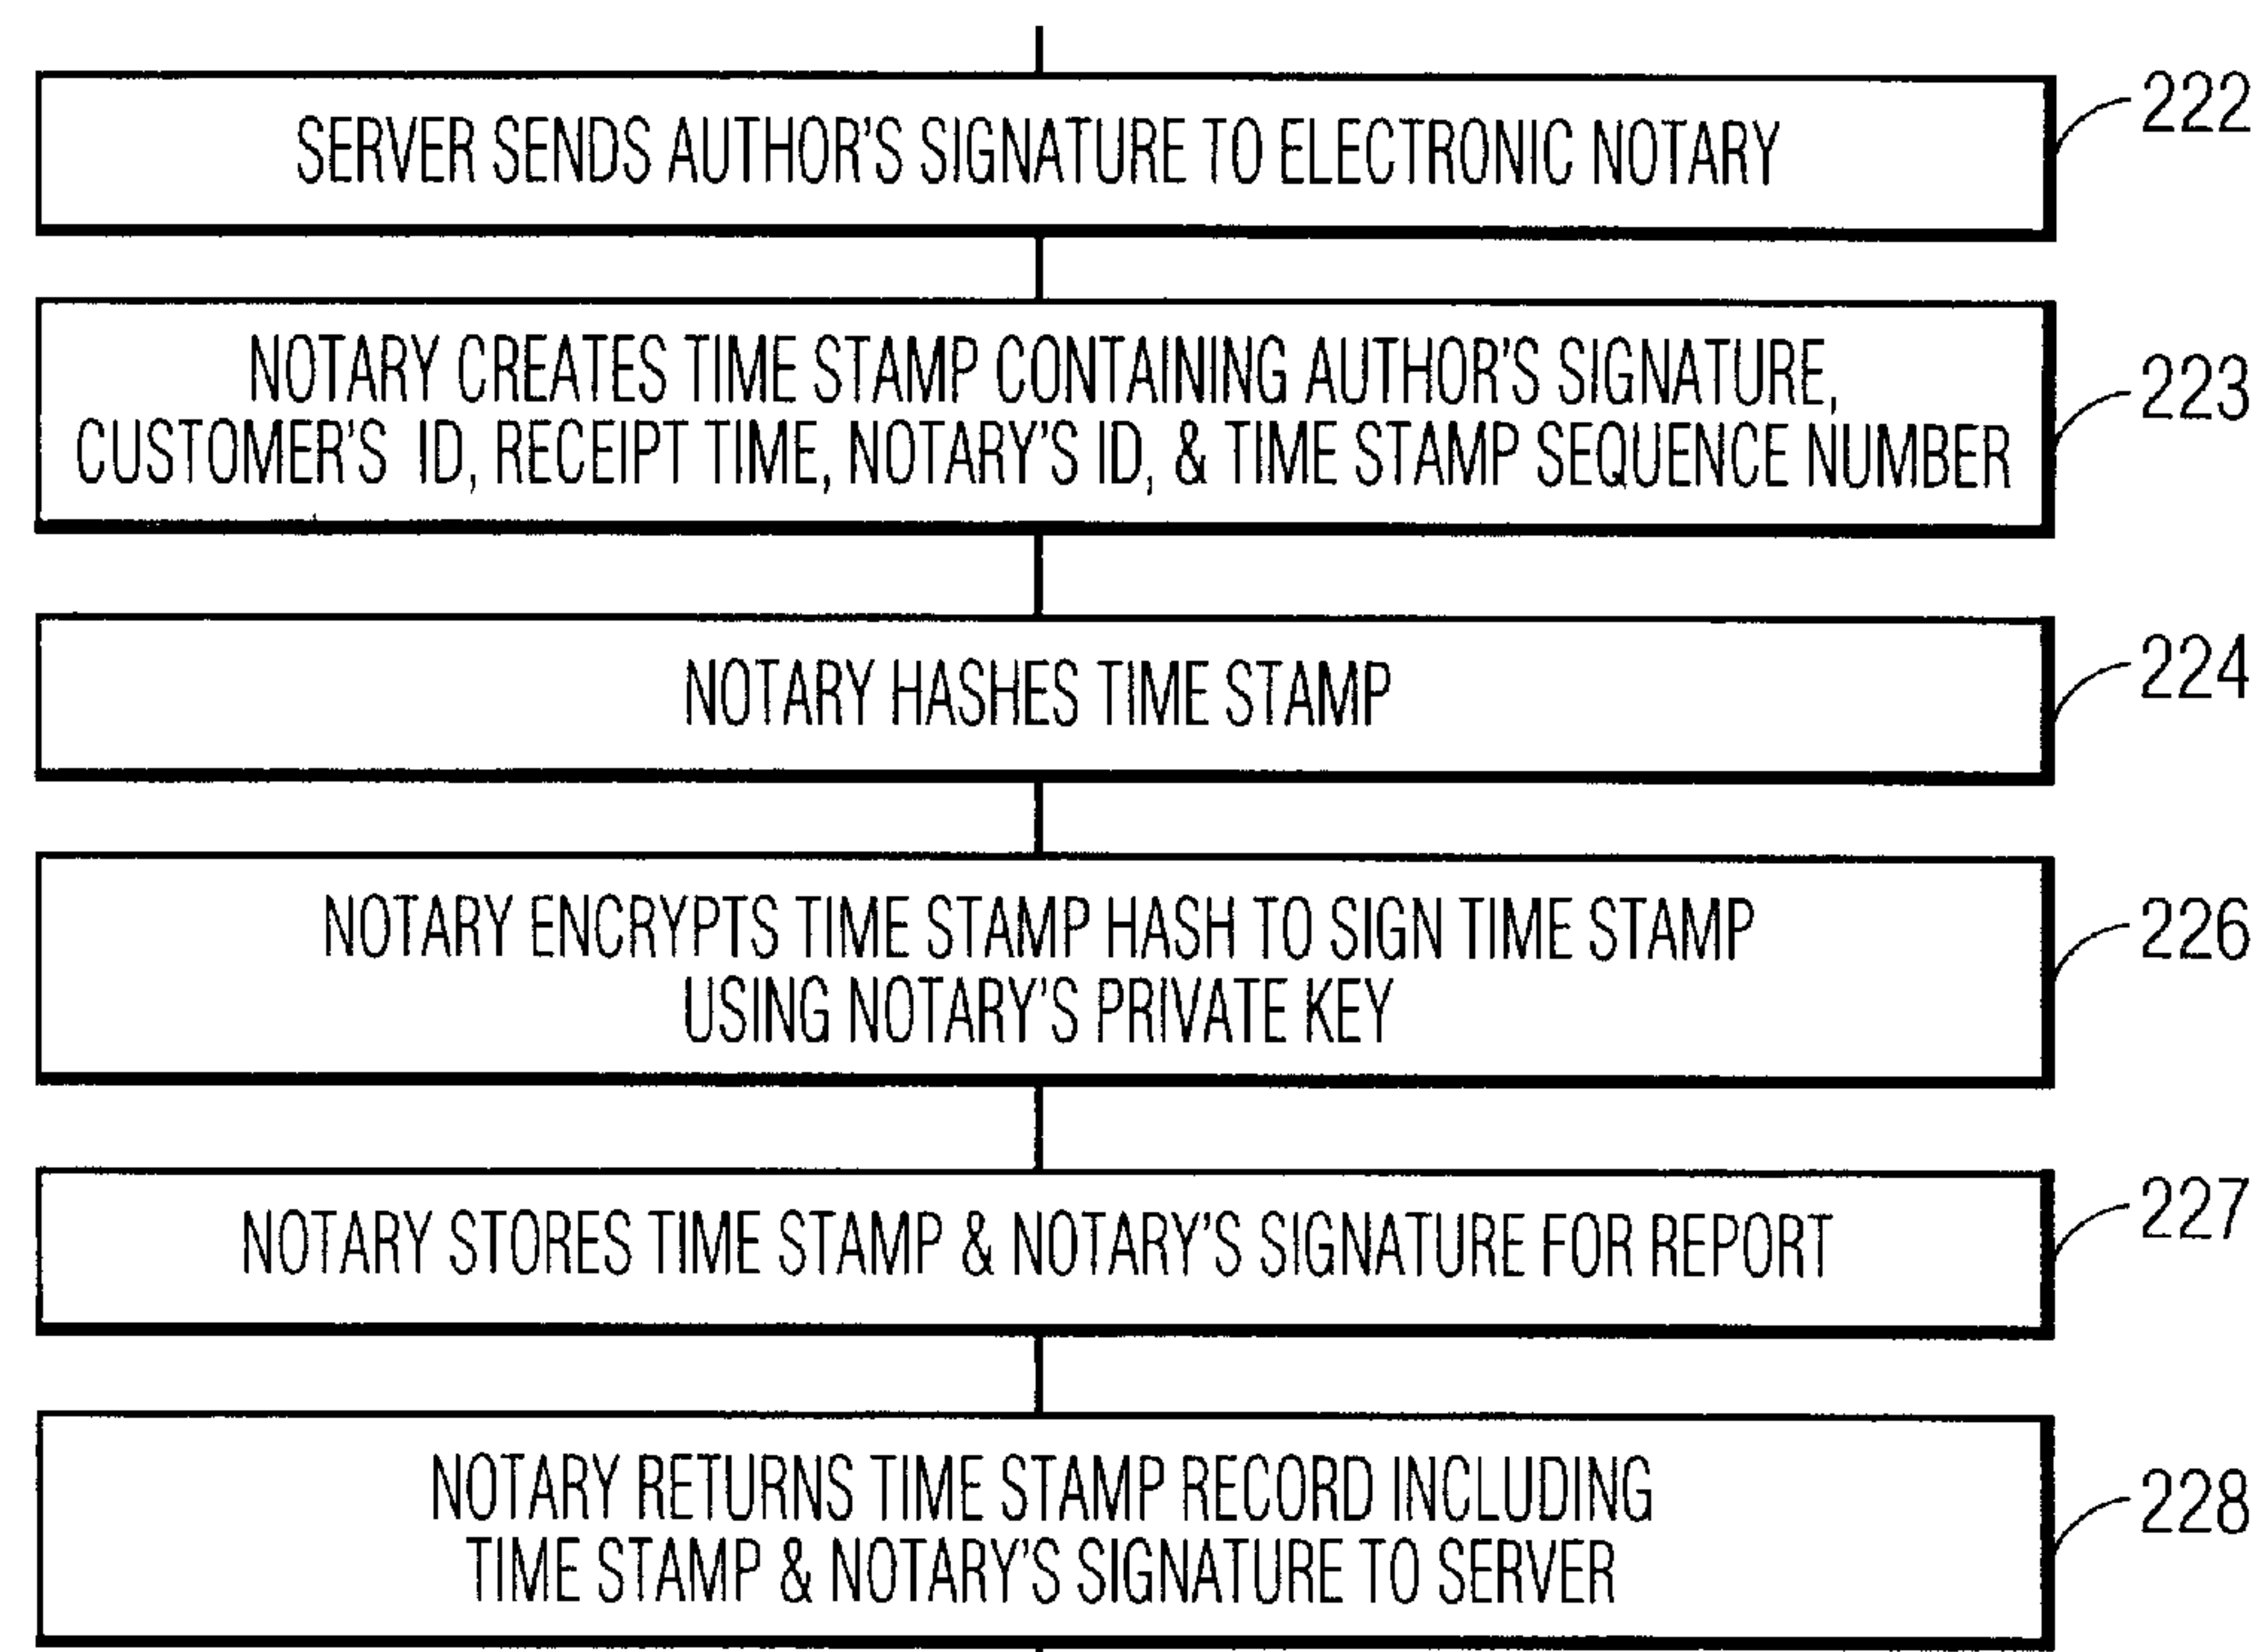 SERVER SENDS AUTHOR'S SIGNATURE TO ELECTRONIC NOTARY
222
NOTARY CREATES TIME STAMP CONTAINING AUTHOR'S SIGNATURE,
CUSTOMER'S ID, RECEIPT TIME, NOTARY'S ID, & TIME STAMP SEQUENCE NUMBER
223
NOTARY HASHES TIME STAMP
224
NOTARY ENCRYPTS TIME STAMP HASH TO SIGN TIME STAMP
USING NOTARY'S PRIVATE KEY
226
NOTARY STORES TIME STAMP & NOTARY'S SIGNATURE FOR REPORT
227
NOTARY RETURNS TIME STAMP RECORD INCLUDING
TIME STAMP & NOTARY'S SIGNATURE TO SERVER
228